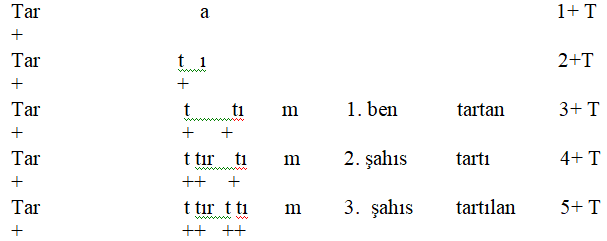 Tar a 1+ T
+
Tar t ı 2+T
+ +
Tar t tı m 1. ben tartan 3+ T
+ + +
Tar t tır tı m 2. şahıs tartı 4+ T
+ ++ +
Tar t tır t tı m 3. şahıs tartılan 5+ T
+ ++ ++